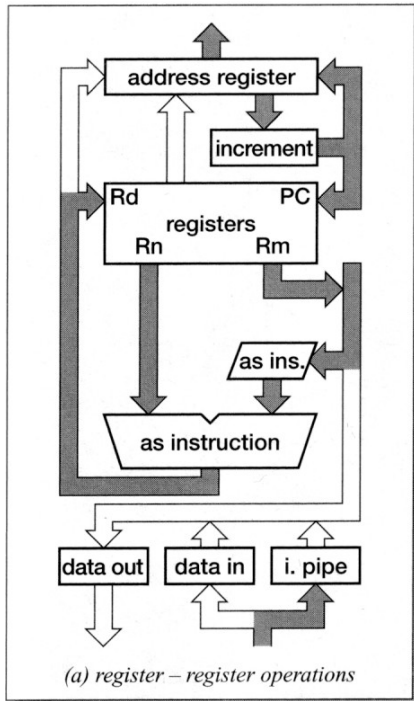 address register
increment
Rd
PC
registers
Rn
Rm
as ins.
as instruction
data out
data in
i. pipe
(a) register – register operations